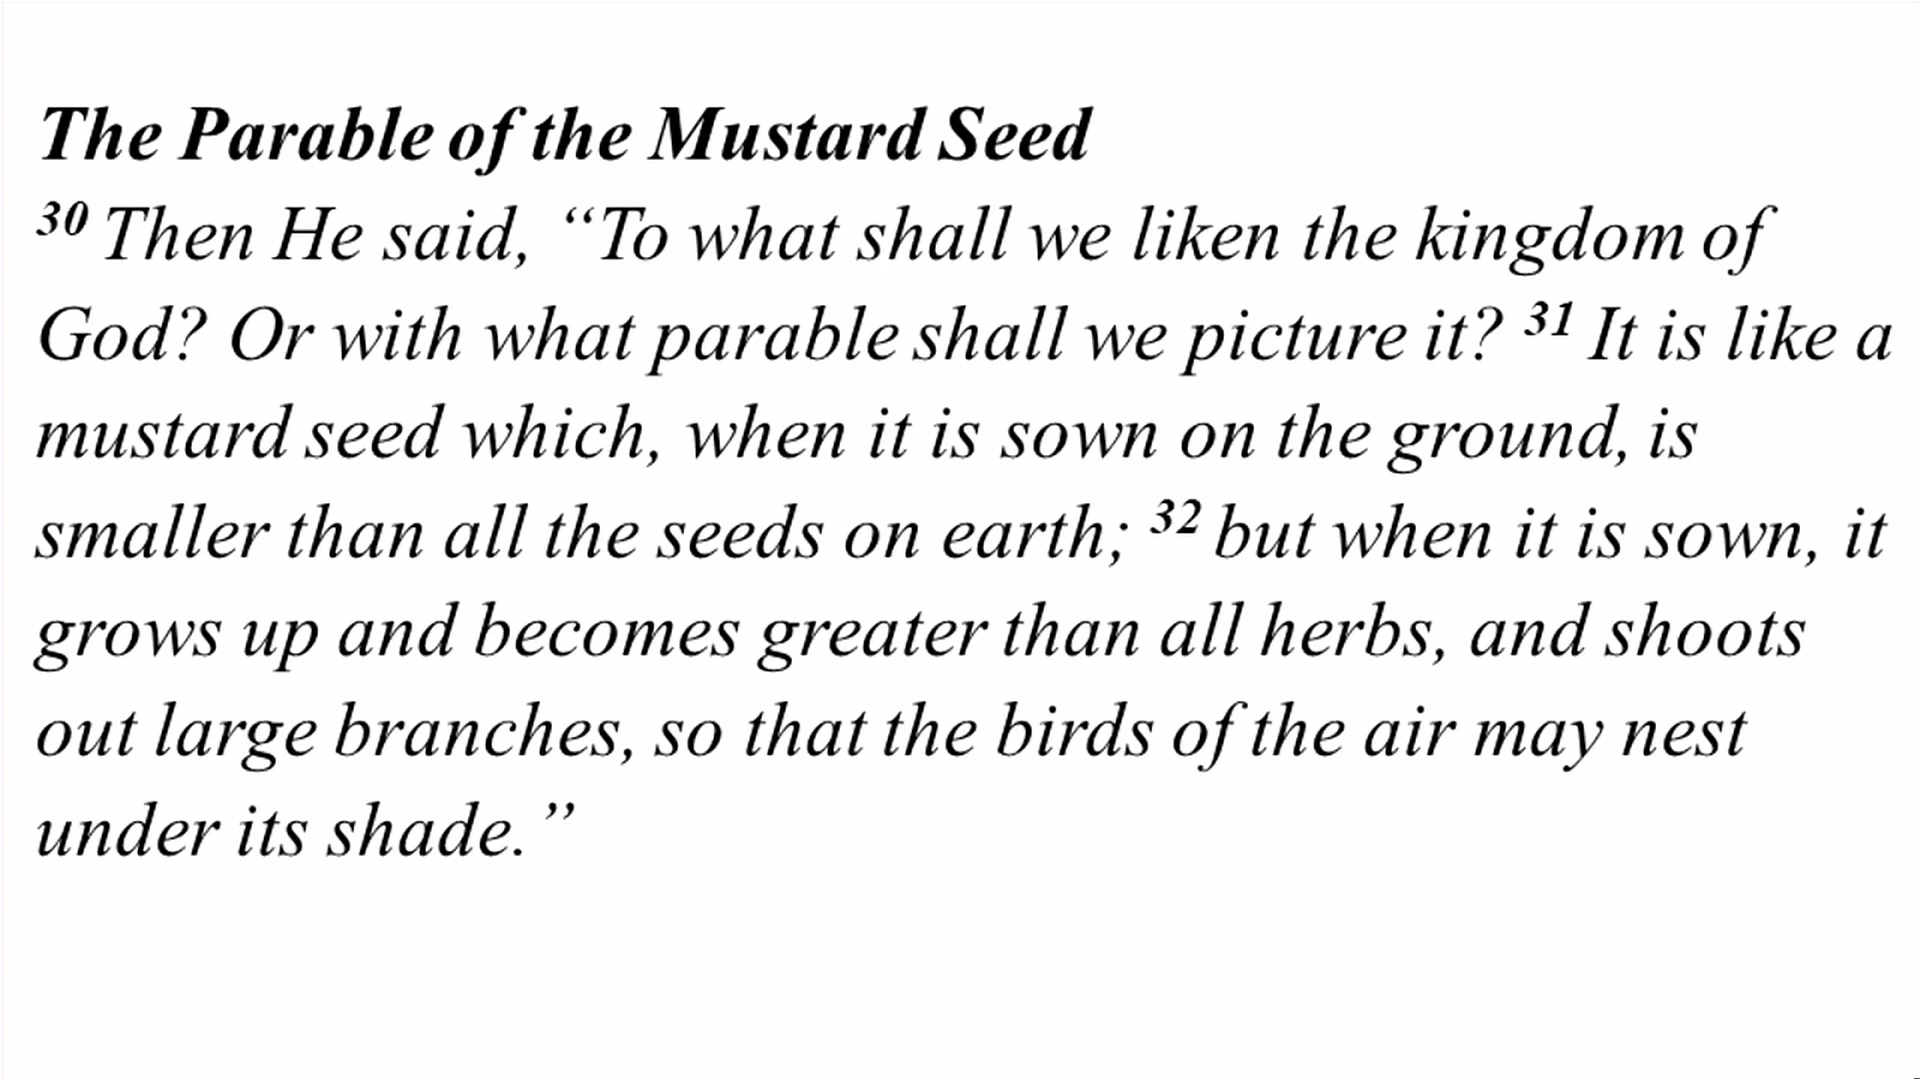 The Parable of the Mustard Seed
30 Then He said, “To what shall we liken the kingdom of
God? Or with what parable shall we picture it? 31 It is like a
mustard seed which, when it is sown on the ground, is
smaller than all the seeds on earth; 32 but when it is sown, it
grows up and becomes greater than all herbs, and shoots
out large branches, so that the birds of the air may nest
under its shade.”